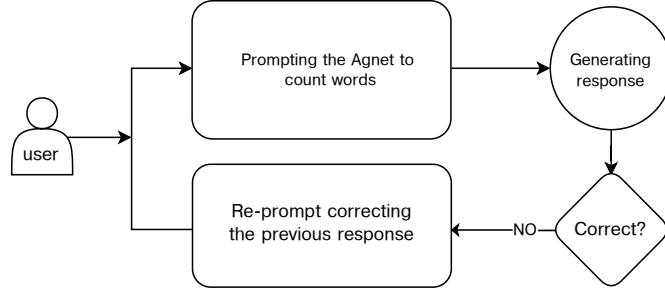 Prompting the Agnet to
count words
Generating
response
user
Re-prompt correcting
the previous response
NO
Correct?